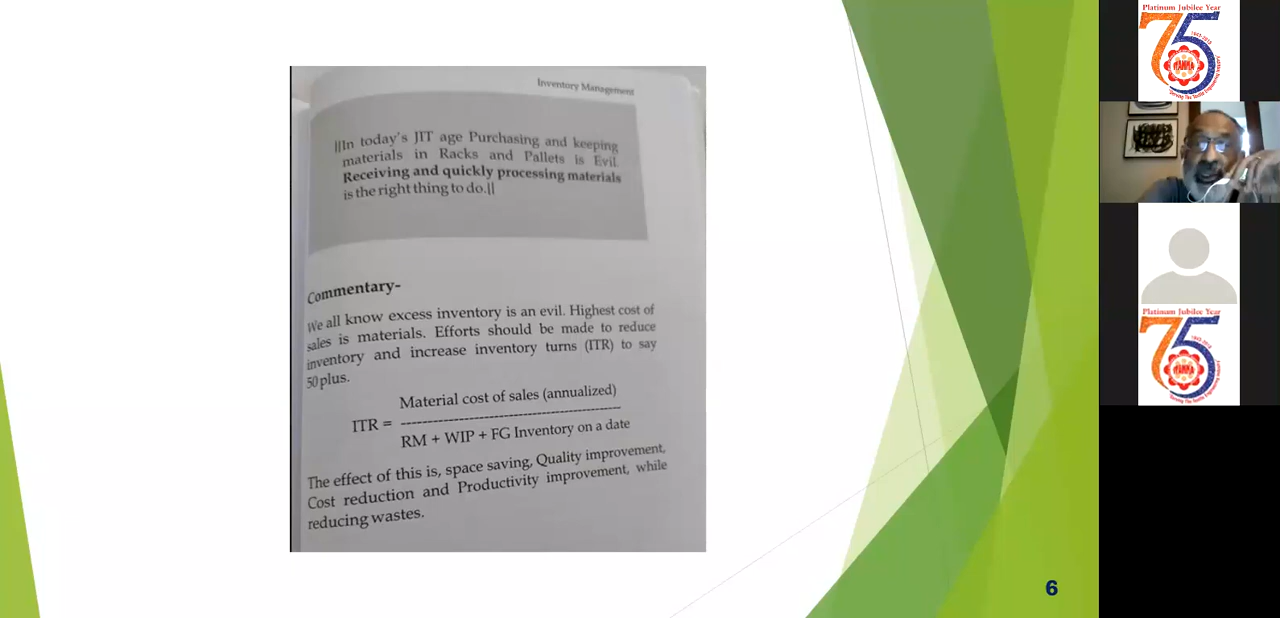 Inventory Management
||In today's JIT age Purchasing and keeping
materials in Racks and Pallets is Evil.
Receiving and quickly processing materials
is the right thing to do.||
Commentary-
We all know excess inventory is an evil. Highest cost of
sales is materials. Efforts should be made to reduce
inventory and increase inventory turns (ITR) to say
50 plus.
Material cost of sales (annualized)
ITR = ------------------------------
RM + WIP + FG Inventory on a date
The effect of this is, space saving, Quality improvement,
Cost reduction and Productivity improvement, while
reducing wastes.
6
Platinum Jubilee Year
75
ITAMMA
Platinum Jubilee Year
75
ITAMMA